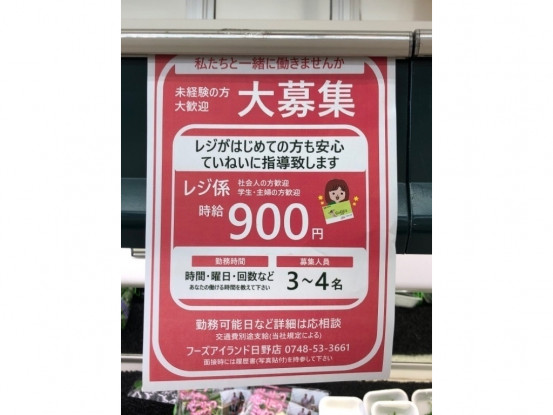 私たちと一緒に働きませんか
未経験の方
大歓迎
大募集
レジがはじめての方も安心
ていねいに指導致します
レジ係
社会人の方歓迎
学生・主婦の方歓迎
時給 900円
勤務時間
時間・曜日・回数など
あなたの働ける時間を教えて下さい
募集人員
3〜4名
勤務可能日など詳細は応相談
交通費別途支給(当社規定による)
フーズアイランド日野店 0748-53-3661
面接時には履歴書(写真貼付)を持参して下さい